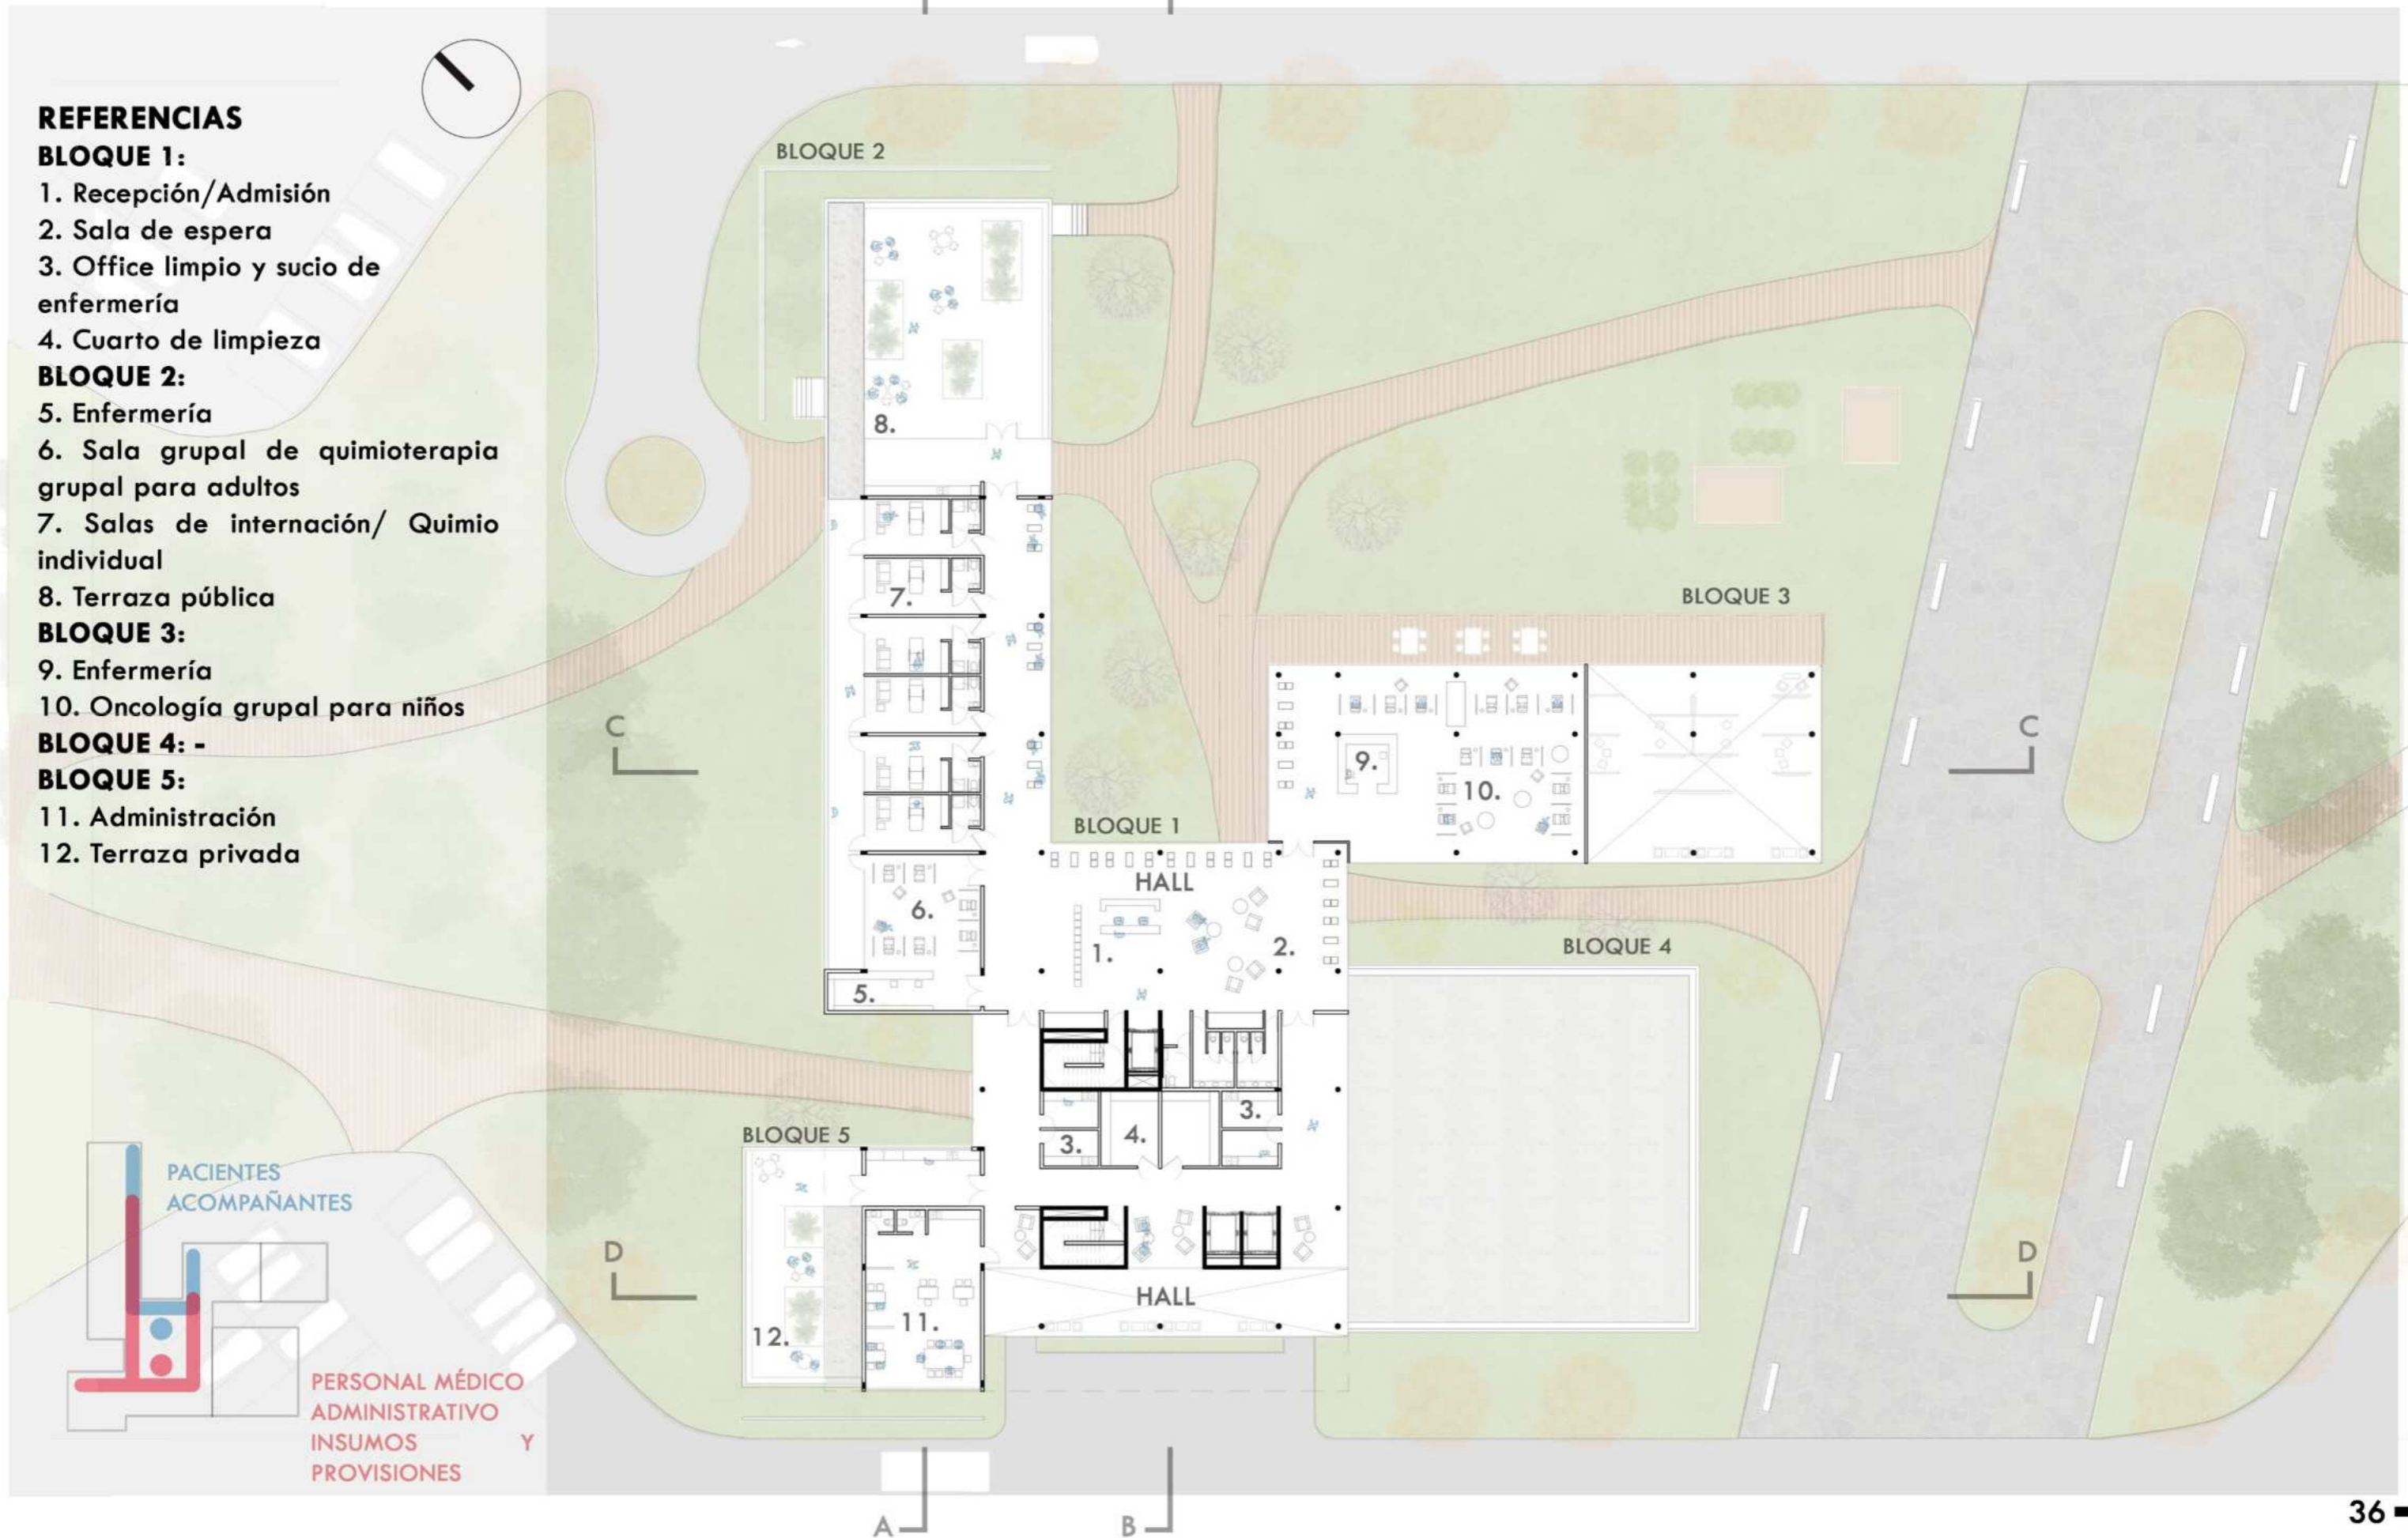 REFERENCIAS
BLOQUE 1:
1. Recepción/Admisión
2. Sala de espera
3. Office limpio y sucio de
enfermería
4. Cuarto de limpieza
BLOQUE 2:
5. Enfermería
6. Sala grupal de quimioterapia
grupal para adultos
7. Salas de internación/ Quimio
individual
8. Terraza pública
BLOQUE 3:
9. Enfermería
10. Oncología grupal para niños
BLOQUE 4: -
BLOQUE 5:
11. Administración
12. Terraza privada
PACIENTES
ACOMPAÑANTES
PERSONAL MÉDICO
ADMINISTRATIVO
INSUMOS Y
PROVISIONES
BLOQUE 2
8.
7.
BLOQUE 3
C
C
9.
10.
BLOQUE 1
HALL
6.
1.
2.
BLOQUE 4
5.
3.
4.
3.
BLOQUE 5
D
D
HALL
11.
12.
A
B
36